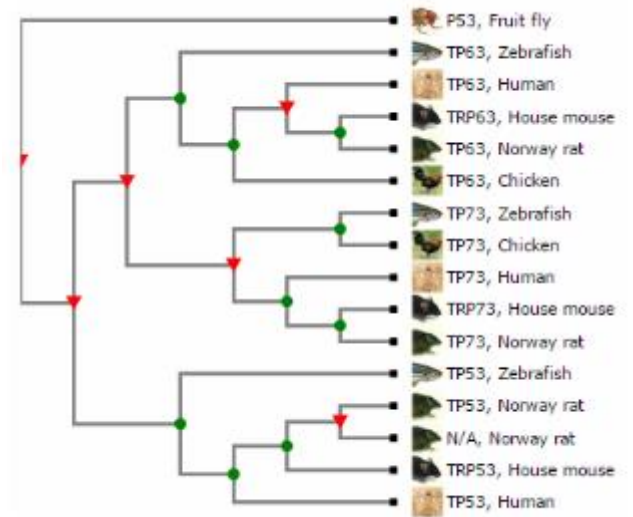 P53, Fruit fly
TP63, Zebrafish
TP63, Human
TRP63, House mouse
TP63, Norway rat
TP63, Chicken
TP73, Zebrafish
TP73, Chicken
TP73, Human
TRP73, House mouse
TP73, Norway rat
TP53, Zebrafish
TP53, Norway rat
N/A, Norway rat
TRP53, House mouse
TP53, Human